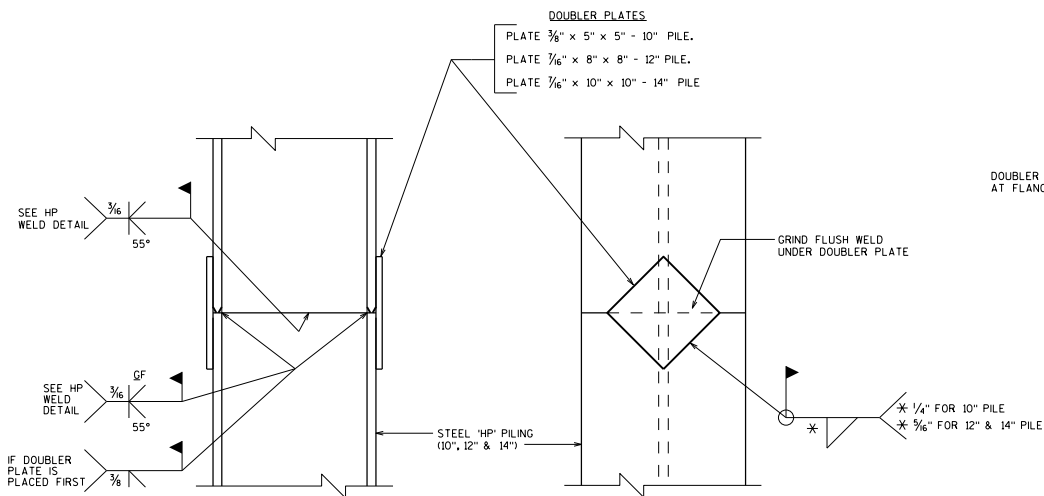 DOUBLER PLATES
PLATE 3/8" x 5" x 5" - 10" PILE.
PLATE 7/16" x 8" x 8" - 12" PILE.
PLATE 7/16" x 10" x 10" - 14" PILE
SEE HP
WELD DETAIL
3/16
55°
DOUBLER
AT FLANC
GRIND FLUSH WELD
UNDER DOUBLER PLATE
SEE HP
WELD
DETAIL
3/16
GF
55°
STEEL 'HP' PILING
(10", 12" & 14")
* 1/4" FOR 10" PILE
* 5/16" FOR 12" & 14" PILE
*
IF DOUBLER
PLATE IS
PLACED FIRST
3/8